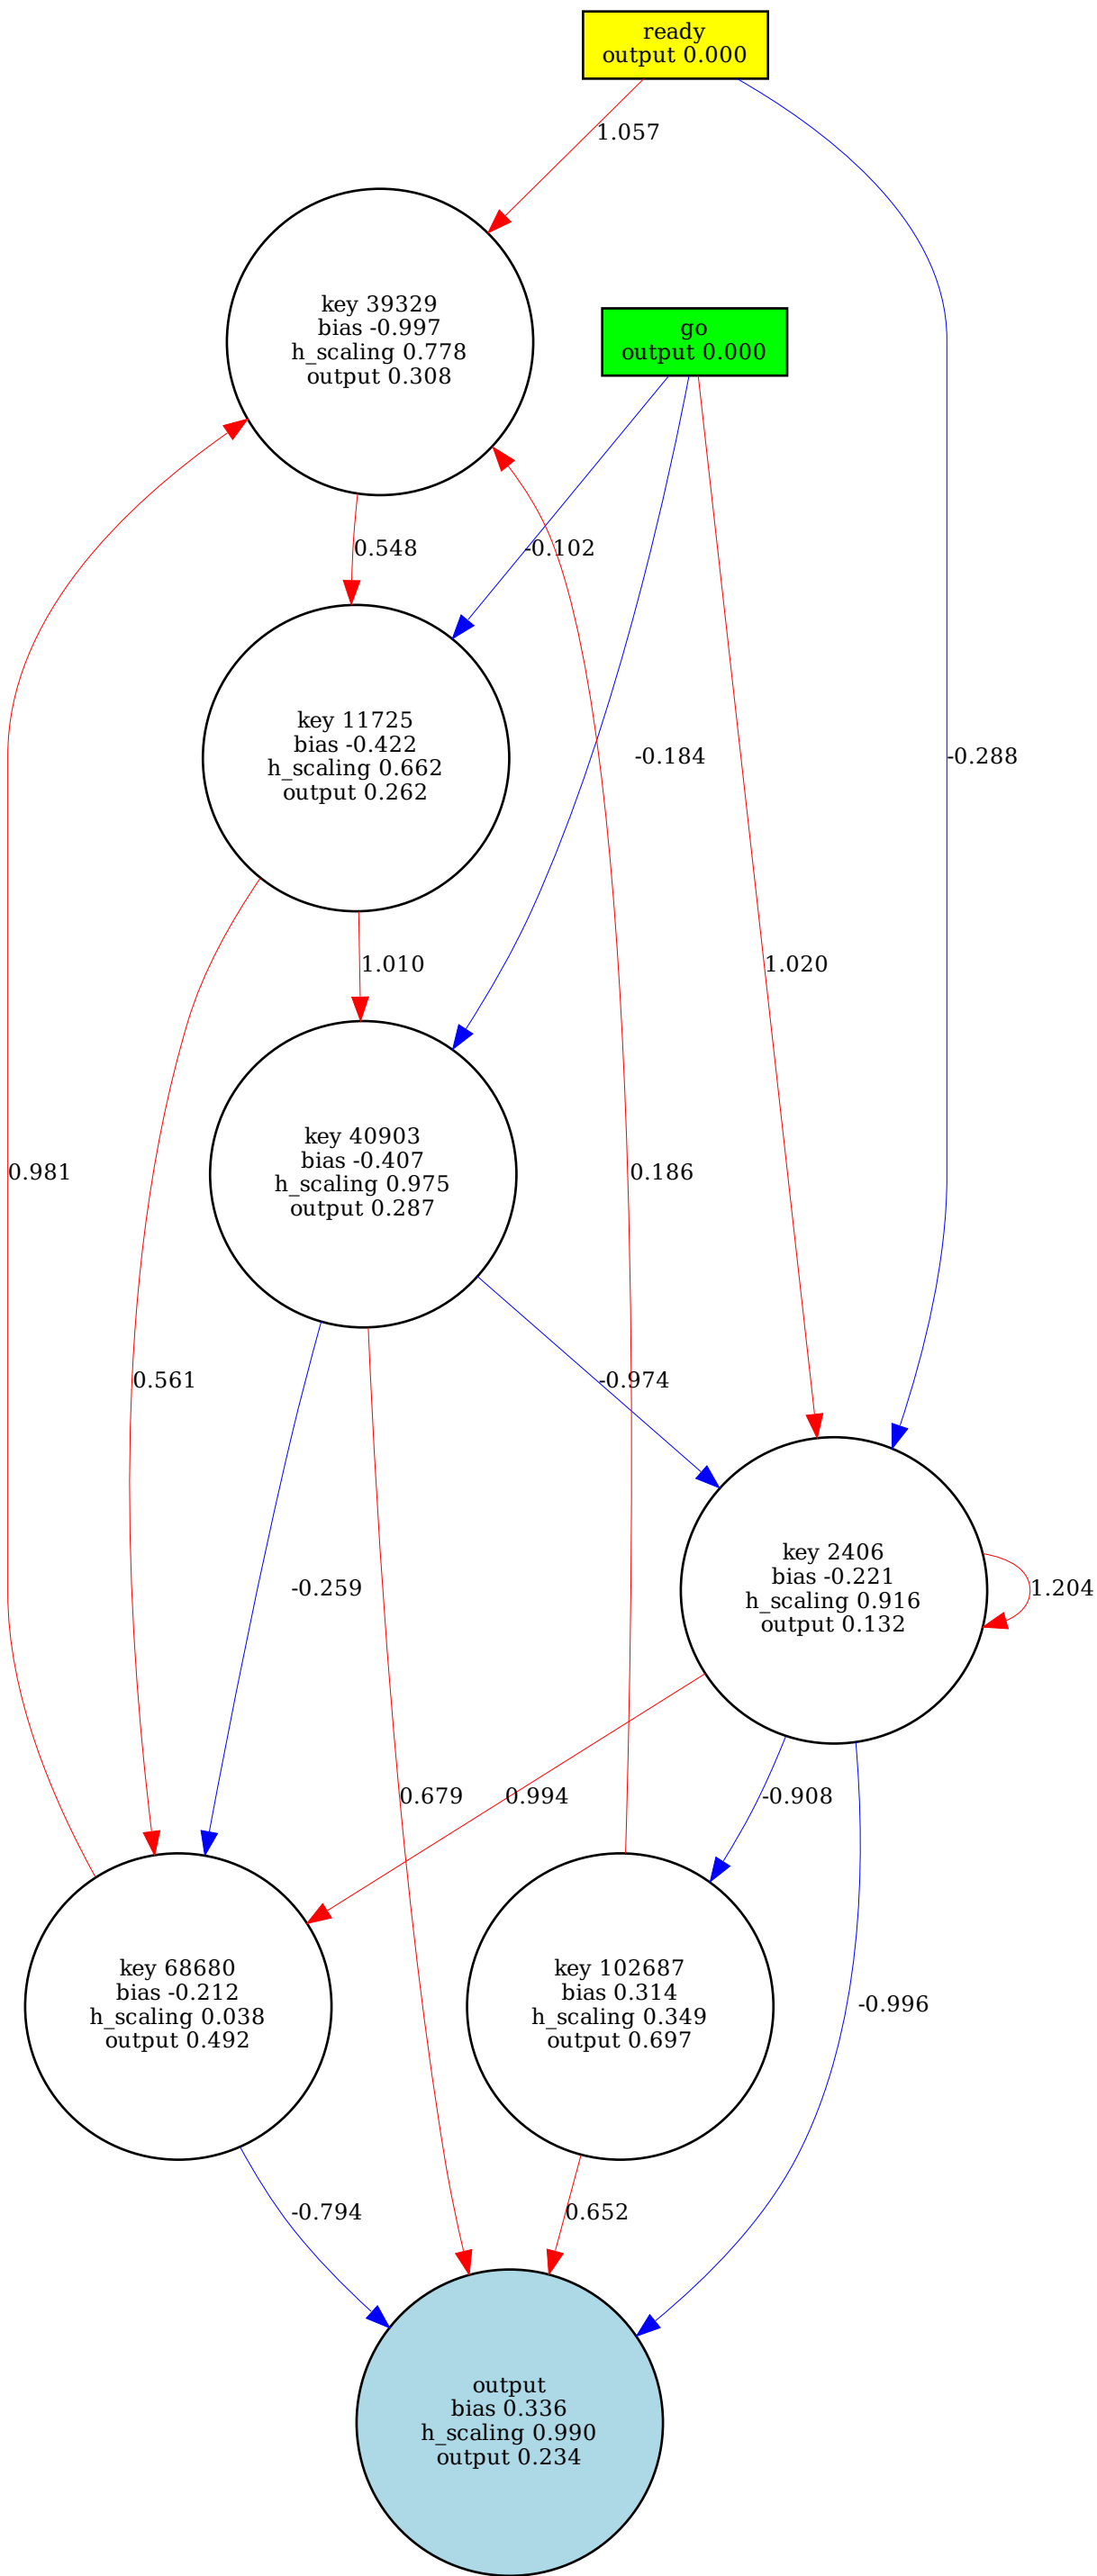 ready
output 0.000
1.057
key 39329
bias -0.997
h_scaling 0.778
output 0.308
go
output 0.000
0.548
-0.102
key 11725
bias -0.422
h_scaling 0.662
output 0.262
-0.184
-0.288
1.010
1.020
key 40903
bias -0.407
h_scaling 0.975
output 0.287
0.981
0.186
0.561
-0.974
key 2406
bias -0.221
h_scaling 0.916
output 0.132
-0.259
1.204
0.679
0.994
-0.908
key 68680
bias -0.212
h_scaling 0.038
output 0.492
key 102687
bias 0.314
h_scaling 0.349
output 0.697
-0.996
-0.794
0.652
output
bias 0.336
h_scaling 0.990
output 0.234